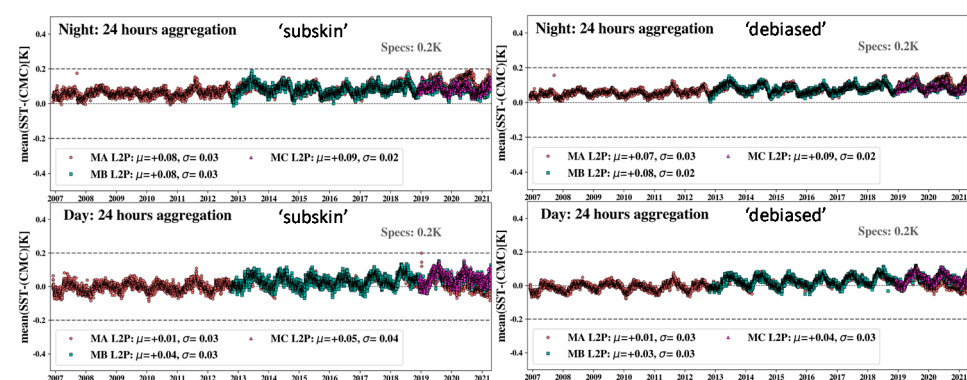 Night: 24 hours aggregation 'subskin'
Specs: 0.2K
mean(SST-(CMC)[K]
0.4
0.2
0.0
-0.2
-0.4
MA L2P: μ=+0.08, σ= 0.03 MC L2P: μ=+0.09, σ= 0.02
MB L2P: μ=+0.08, σ= 0.03
2007 2008 2009 2010 2011 2012 2013 2014 2015 2016 2017 2018 2019 2020 2021
Night: 24 hours aggregation 'debiased'
Specs: 0.2K
mean(SST-(CMC)[K]
0.4
0.2
0.0
-0.2
-0.4
MA L2P: μ=+0.07, σ= 0.03 MC L2P: μ=+0.09, σ= 0.02
MB L2P: μ=+0.08, σ= 0.02
2007 2008 2009 2010 2011 2012 2013 2014 2015 2016 2017 2018 2019 2020 2021
Day: 24 hours aggregation 'subskin'
Specs: 0.2K
mean(SST-(CMC)[K]
0.4
0.2
0.0
-0.2
-0.4
MA L2P: μ=+0.01, σ= 0.03 MC L2P: μ=+0.05, σ= 0.04
MB L2P: μ=+0.04, σ= 0.03
2007 2008 2009 2010 2011 2012 2013 2014 2015 2016 2017 2018 2019 2020 2021
Day: 24 hours aggregation 'debiased'
Specs: 0.2K
mean(SST-(CMC)[K]
0.4
0.2
0.0
-0.2
-0.4
MA L2P: μ=+0.01, σ= 0.03 MC L2P: μ=+0.04, σ= 0.03
MB L2P: μ=+0.03, σ= 0.03
2007 2008 2009 2010 2011 2012 2013 2014 2015 2016 2017 2018 2019 2020 2021